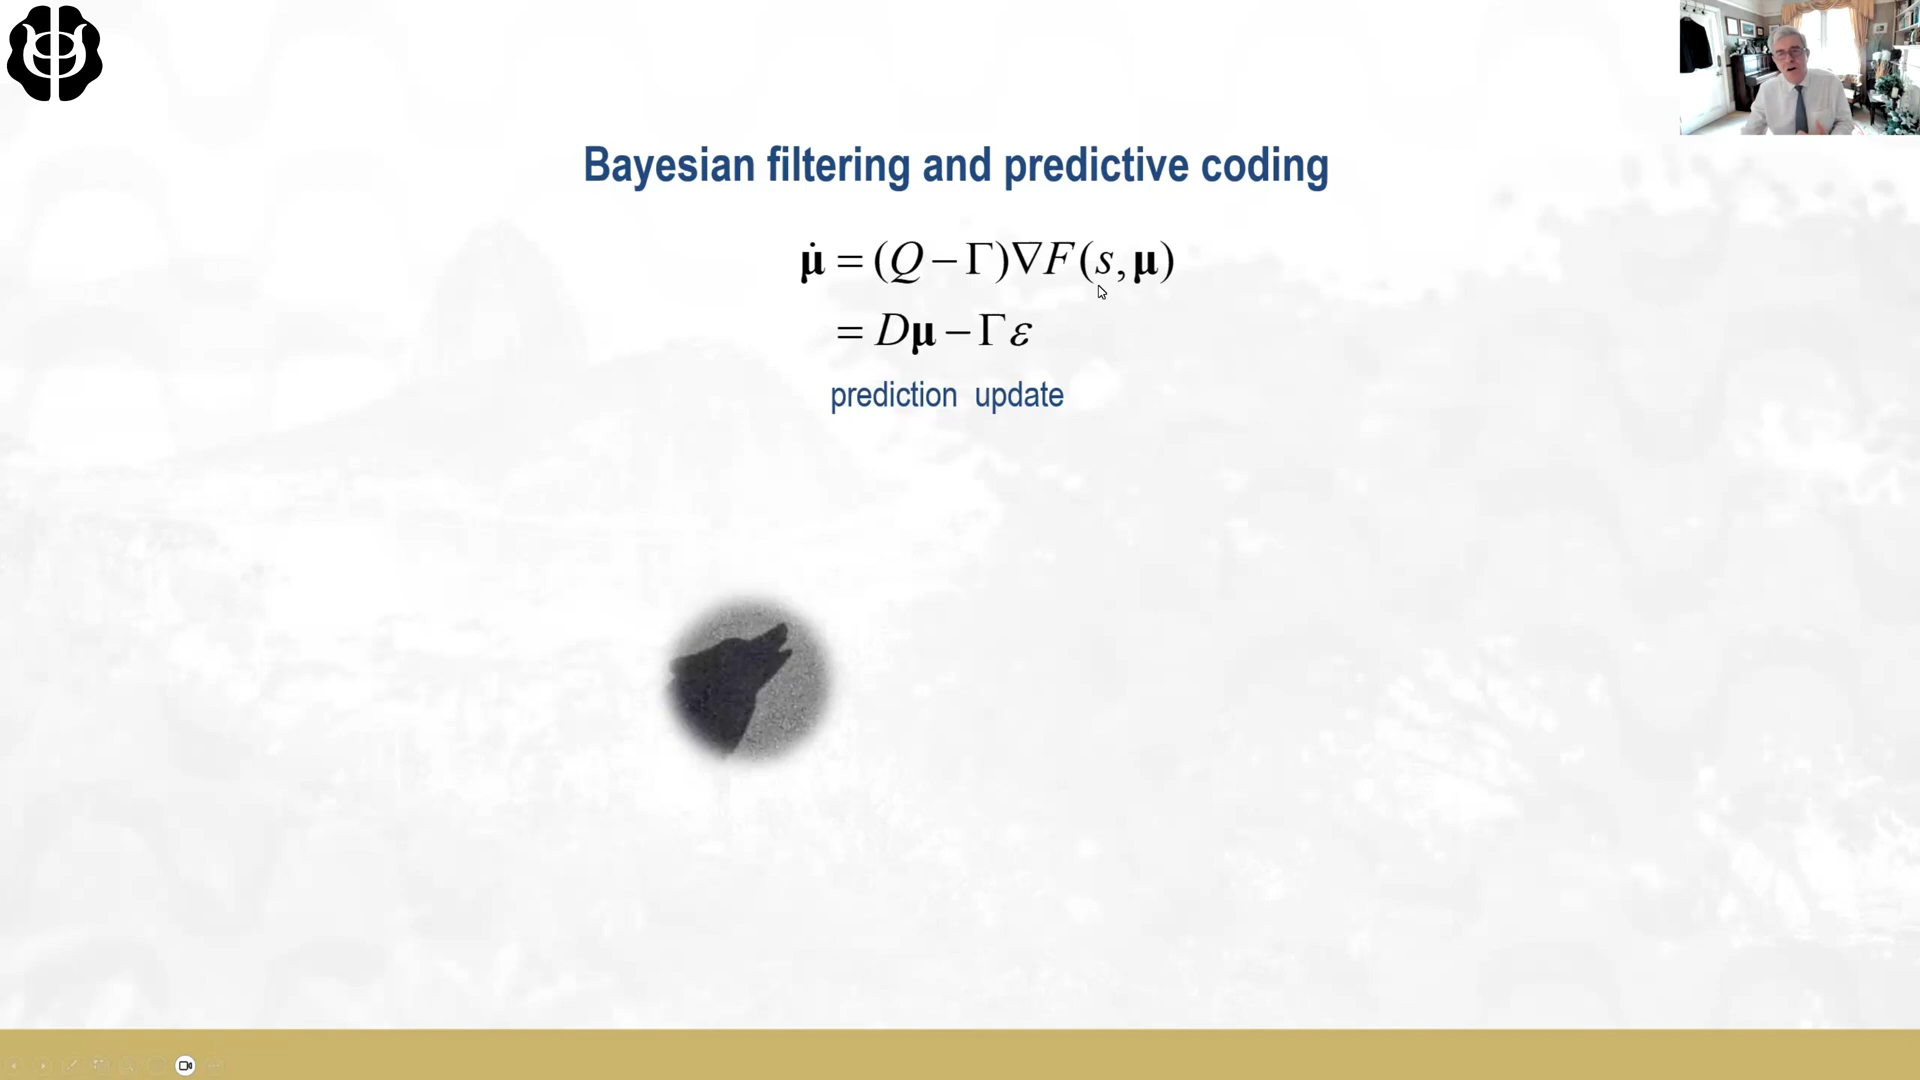 Bayesian filtering and predictive coding
μ̇ = (Q − Γ)∇F(s, μ)
= Dμ − Γε
prediction update